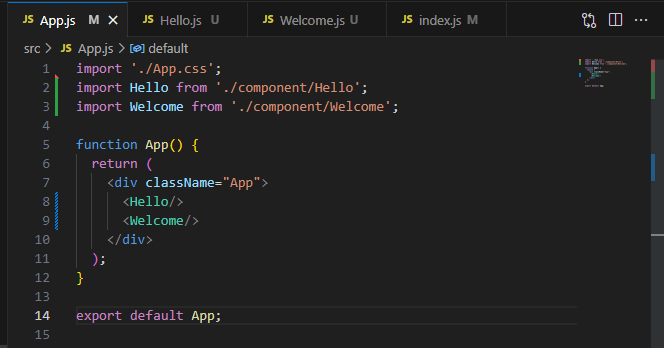 JS App.js M × JS Hello.js U JS Welcome.js U JS index.js M
src > JS App.js > default
1 import './App.css';
2 import Hello from './component/Hello';
3 import Welcome from './component/Welcome';
4
5 function App() {
6 return (
7 <div className="App">
8 <Hello/>
9 <Welcome/>
10 </div>
11 );
12 }
13
14 export default App;
15